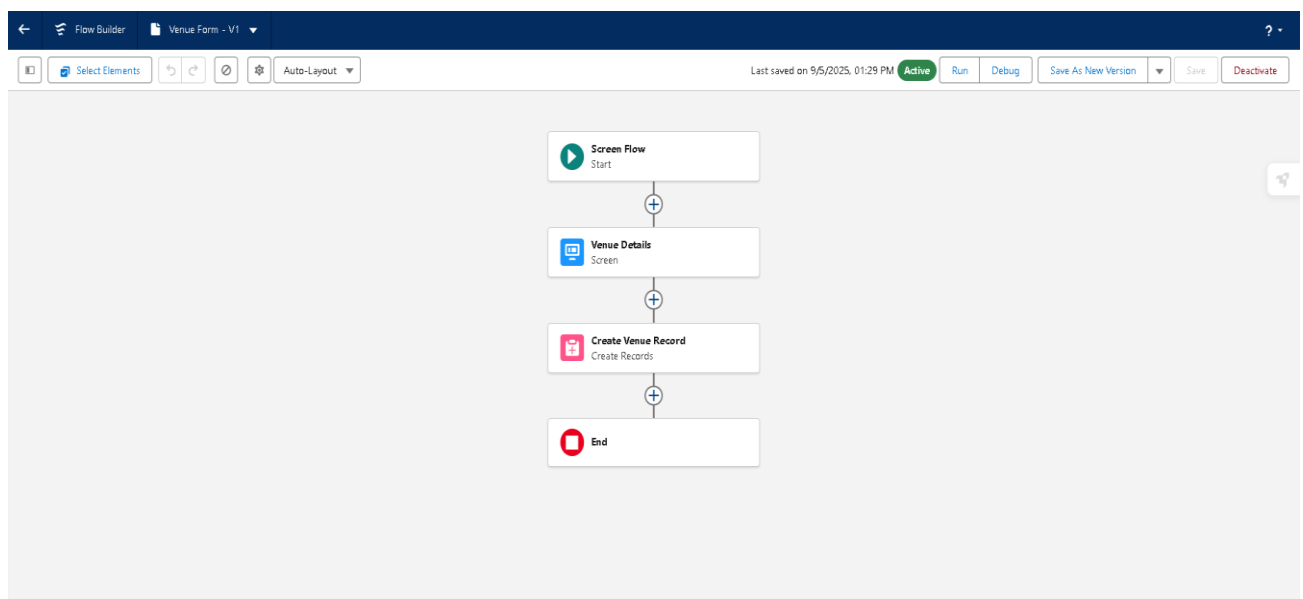 Flow Builder
Venue Form - V1
?
Select Elements
Auto-Layout
Last saved on 9/5/2025, 01:29 PM
Active
Run
Debug
Save As New Version
Save
Deactivate
Screen Flow
Start
Venue Details
Screen
Create Venue Record
Create Records
End